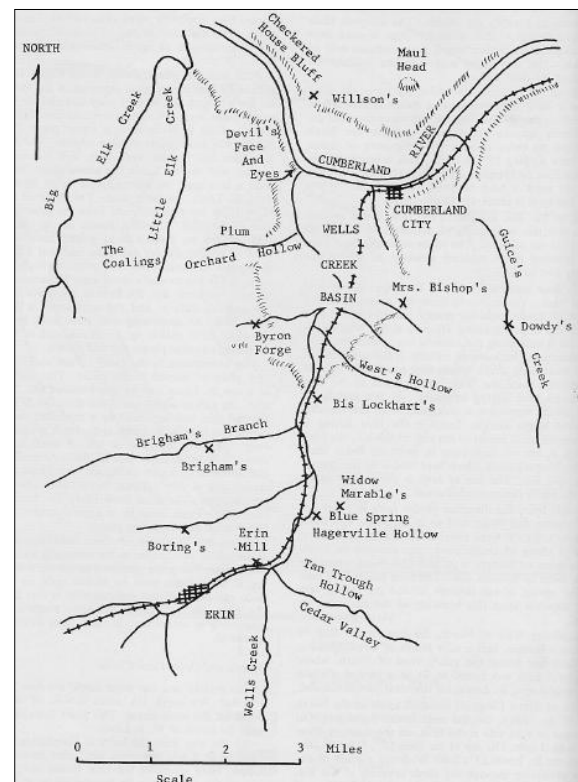 NORTH
Checkered
House Bluff
Maul
Head
Willson's
Big Elk Creek
Little Elk Creek
Devil's
Face
And
Eyes
CUMBERLAND RIVER
CUMBERLAND
CITY
The
Coalings
Plum
Orchard Hollow
WELLS
CREEK
BASIN
Mrs. Bishop's
Guice's Creek
Dowdy's
Byron
Forge
West's Hollow
Bis Lockhart's
Brigham's Branch
Brigham's
Widow
Marable's
Blue Spring
Hagerville Hollow
Boring's
Erin
Mill
Tan Trough
Hollow
Cedar Valley
ERIN
Wells Creek
0 1 2 3 Miles
Scale